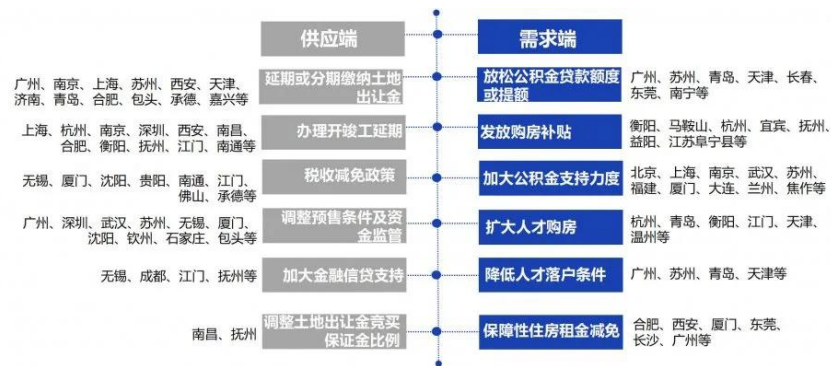 供应端
需求端
广州、南京、上海、苏州、西安、天津、
济南、青岛、合肥、包头、承德、嘉兴等
延期或分期缴纳土地
出让金
放松公积金贷款额度
或提额
广州、苏州、青岛、天津、长春、
东莞、南宁等
上海、杭州、南京、深圳、西安、南昌、
合肥、衡阳、抚州、江门、南通等
办理开竣工延期
发放购房补贴
衡阳、马鞍山、杭州、宜宾、抚州、
益阳、江苏阜宁县等
无锡、厦门、沈阳、贵阳、南通、江门、
佛山、承德等
税收减免政策
加大公积金支持力度
北京、上海、南京、武汉、苏州、
福建、厦门、大连、兰州、焦作等
广州、深圳、武汉、苏州、无锡、厦门、
沈阳、钦州、石家庄、包头等
调整预售条件及资
金监管
扩大人才购房
杭州、青岛、衡阳、江门、天津、
温州等
无锡、成都、江门、抚州等
加大金融信贷支持
降低人才落户条件
广州、苏州、青岛、天津等
南昌、抚州
调整土地出让金竞买
保证金比例
保障性住房租金减免
合肥、西安、厦门、东莞、
长沙、广州等